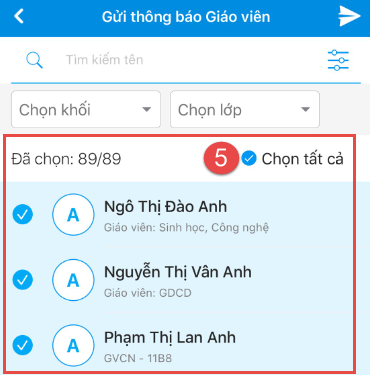 Gửi thông báo Giáo viên
Tìm kiếm tên
Chọn khối
Chọn lớp
Đã chọn: 89/89
5
Chọn tất cả
A
Ngô Thị Đào Anh
Giáo viên: Sinh học, Công nghệ
A
Nguyễn Thị Vân Anh
Giáo viên: GDCD
A
Phạm Thị Lan Anh
GVCN - 11B8